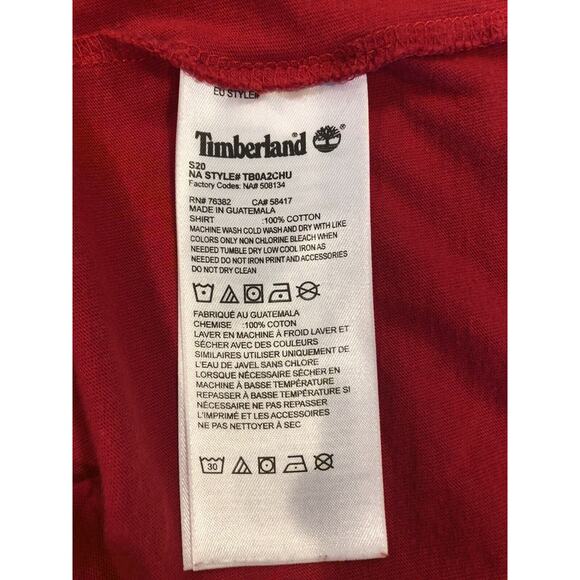 EU STYLE#
Timberland ®
S20
NA STYLE# TB0A2CHU
Factory Codes: NA# 508134
RN# 76382 CA# 58417
MADE IN GUATEMALA
SHIRT :100% COTTON
MACHINE WASH COLD WASH AND DRY WITH LIKE
COLORS ONLY NON CHLORINE BLEACH WHEN
NEEDED TUMBLE DRY LOW COOL IRON AS
NEEDED DO NOT IRON PRINT AND ACCESSORIES
DO NOT DRY CLEAN
FABRIQUÉ AU GUATEMALA
CHEMISE :100% COTON
LAVER EN MACHINE À FROID LAVER ET
SÉCHER AVEC DES COULEURS
SIMILAIRES UTILISER UNIQUEMENT DE
L'EAU DE JAVEL SANS CHLORE
LORSQUE NÉCESSAIRE SÉCHER EN
MACHINE À BASSE TEMPÉRATURE
REPASSER À BASSE TEMPÉRATURE SI
NÉCESSAIRE NE PAS REPASSER
L'IMPRIMÉ ET LES ACCESSOIRES
NE PAS NETTOYER À SEC
30